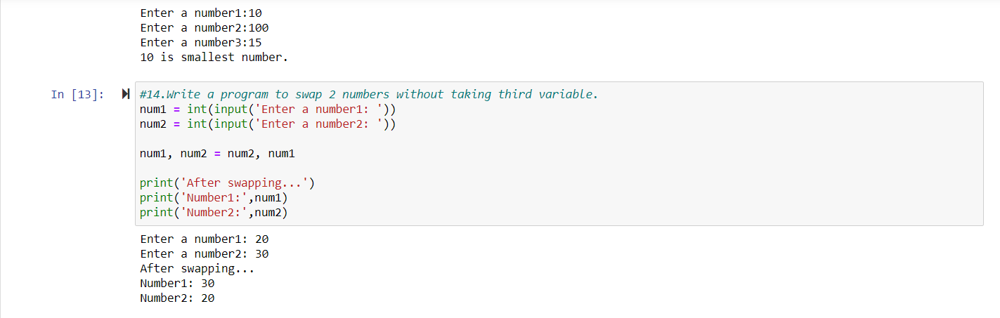 Enter a number1:10
Enter a number2:100
Enter a number3:15
10 is smallest number.
In [13]:
#14.Write a program to swap 2 numbers without taking third variable.
num1 = int(input('Enter a number1: '))
num2 = int(input('Enter a number2: '))
num1, num2 = num2, num1
print('After swapping...')
print('Number1:',num1)
print('Number2:',num2)
Enter a number1: 20
Enter a number2: 30
After swapping...
Number1: 30
Number2: 20